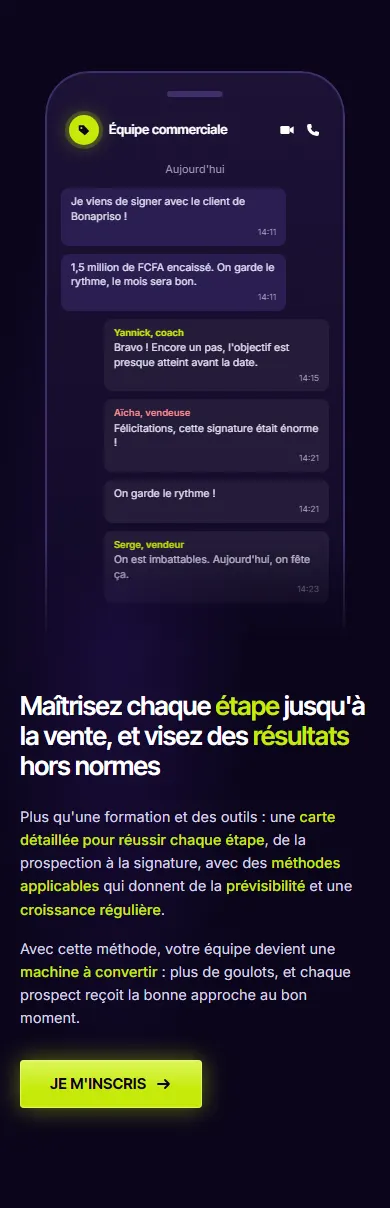 Équipe commerciale
Aujourd'hui
Je viens de signer avec le client de
Bonapriso !
14:11
1,5 million de FCFA encaissé. On garde le
rythme, le mois sera bon.
14:11
Yannick, coach
Bravo ! Encore un pas, l'objectif est
presque atteint avant la date.
14:15
Aïcha, vendeuse
Félicitations, cette signature était énorme
!
14:21
On garde le rythme !
14:21
Serge, vendeur
On est imbattables. Aujourd'hui, on fête
ça.
14:23
Maîtrisez chaque étape jusqu'à
la vente, et visez des résultats
hors normes
Plus qu'une formation et des outils : une carte
détaillée pour réussir chaque étape, de la
prospection à la signature, avec des méthodes
applicables qui donnent de la prévisibilité et une
croissance régulière.
Avec cette méthode, votre équipe devient une
machine à convertir : plus de goulots, et chaque
prospect reçoit la bonne approche au bon
moment.
JE M'INSCRIS →